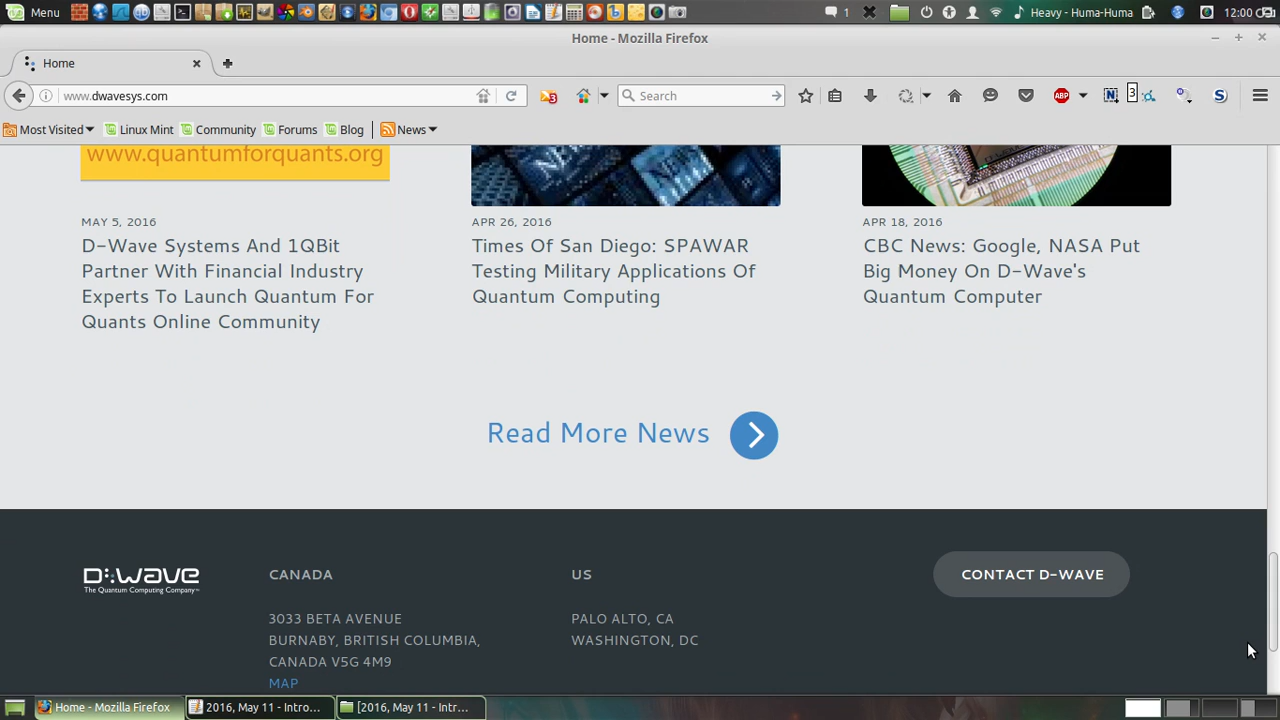 Menu
1
Heavy - Huma-Huma
12:00
Home - Mozilla Firefox
Home
www.dwavesys.com
3
Search
ABP
3
Most Visited
Linux Mint
Community
Forums
Blog
News
www.quantumforquants.org
MAY 5, 2016
D-Wave Systems And 1QBit
Partner With Financial Industry
Experts To Launch Quantum For
Quants Online Community
APR 26, 2016
Times Of San Diego: SPAWAR
Testing Military Applications Of
Quantum Computing
APR 18, 2016
CBC News: Google, NASA Put
Big Money On D-Wave's
Quantum Computer
Read More News
D:Wave
The Quantum Computing Company™
CANADA
3033 BETA AVENUE
BURNABY, BRITISH COLUMBIA,
CANADA V5G 4M9
MAP
US
PALO ALTO, CA
WASHINGTON, DC
CONTACT D-WAVE
Home - Mozilla Firefox
2016, May 11 - Intro...
[2016, May 11 - Intr...